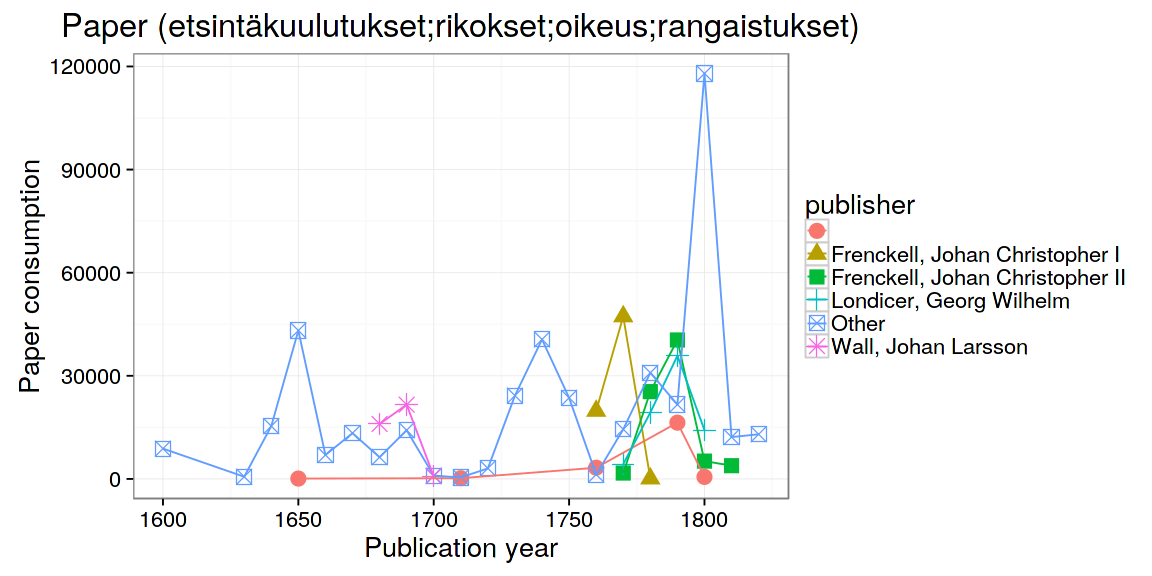 Paper (etsintäkuulutukset;rikokset;oikeus;rangaistukset)
120000
90000
60000
30000
0
Paper consumption
1600
1650
1700
1750
1800
Publication year
publisher
Frenckell, Johan Christopher I
Frenckell, Johan Christopher II
Londicer, Georg Wilhelm
Other
Wall, Johan Larsson